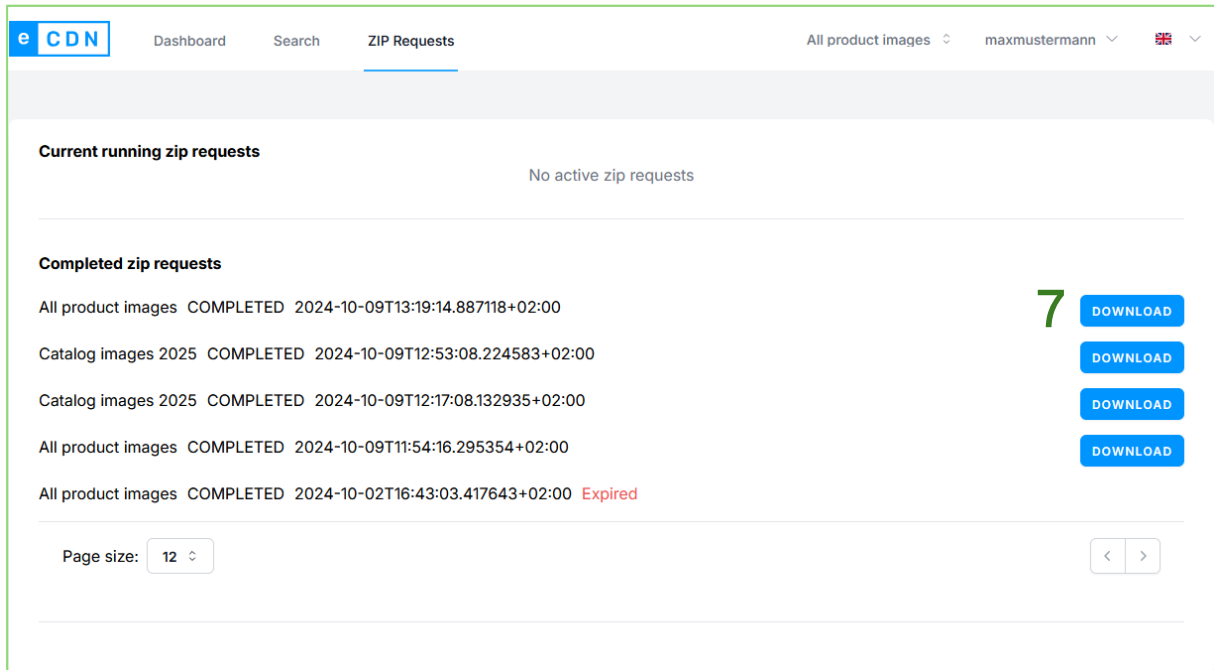 e CDN Dashboard Search ZIP Requests All product images maxmustermann
Current running zip requests
No active zip requests
Completed zip requests
All product images COMPLETED 2024-10-09T13:19:14.887118+02:00 7 DOWNLOAD
Catalog images 2025 COMPLETED 2024-10-09T12:53:08.224583+02:00 DOWNLOAD
Catalog images 2025 COMPLETED 2024-10-09T12:17:08.132935+02:00 DOWNLOAD
All product images COMPLETED 2024-10-09T11:54:16.295354+02:00 DOWNLOAD
All product images COMPLETED 2024-10-02T16:43:03.417643+02:00 Expired
Page size: 12